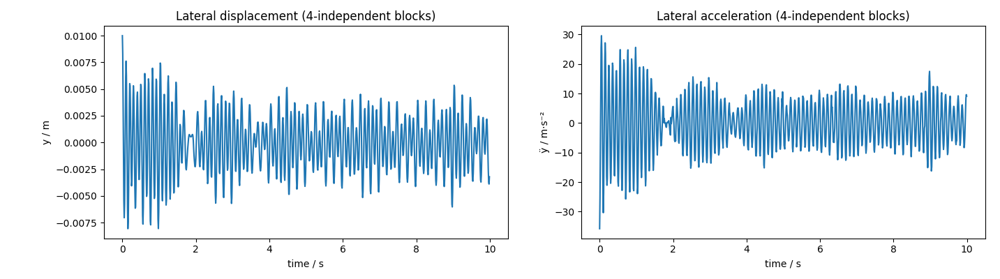 Lateral displacement (4-independent blocks)
0.0100
0.0075
0.0050
0.0025
0.0000
−0.0025
−0.0050
−0.0075
y / m
0 2 4 6 8 10
time / s
Lateral acceleration (4-independent blocks)
30
20
10
0
−10
−20
−30
ÿ / m·s⁻²
0 2 4 6 8 10
time / s